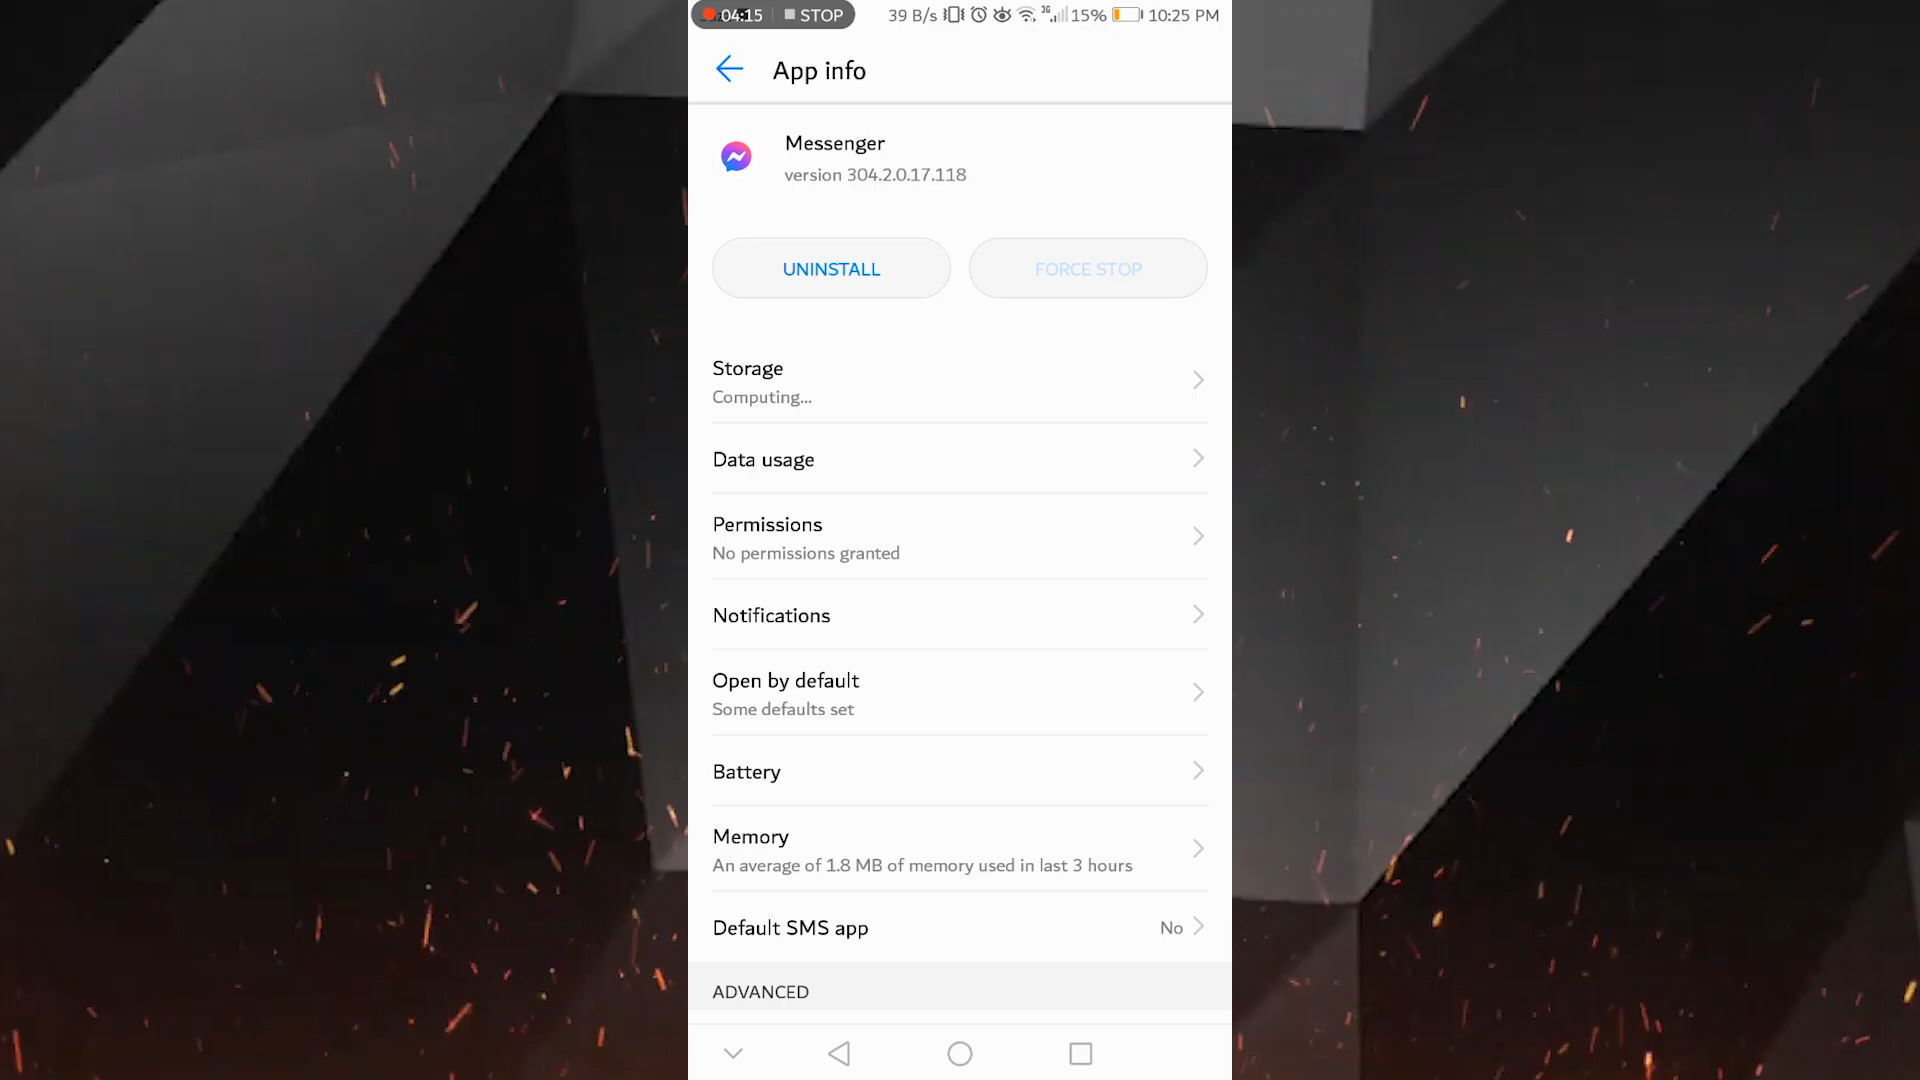 04:15 STOP 39 B/s 3G 15% 10:25 PM
App info
Messenger
version 304.2.0.17.118
UNINSTALL FORCE STOP
Storage
Computing...
Data usage
Permissions
No permissions granted
Notifications
Open by default
Some defaults set
Battery
Memory
An average of 1.8 MB of memory used in last 3 hours
Default SMS app No
ADVANCED